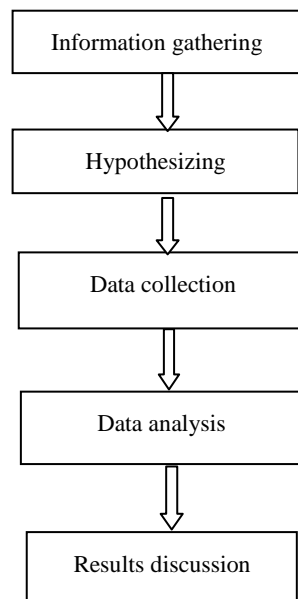 Information gathering
Hypothesizing
Data collection
Data analysis
Results discussion